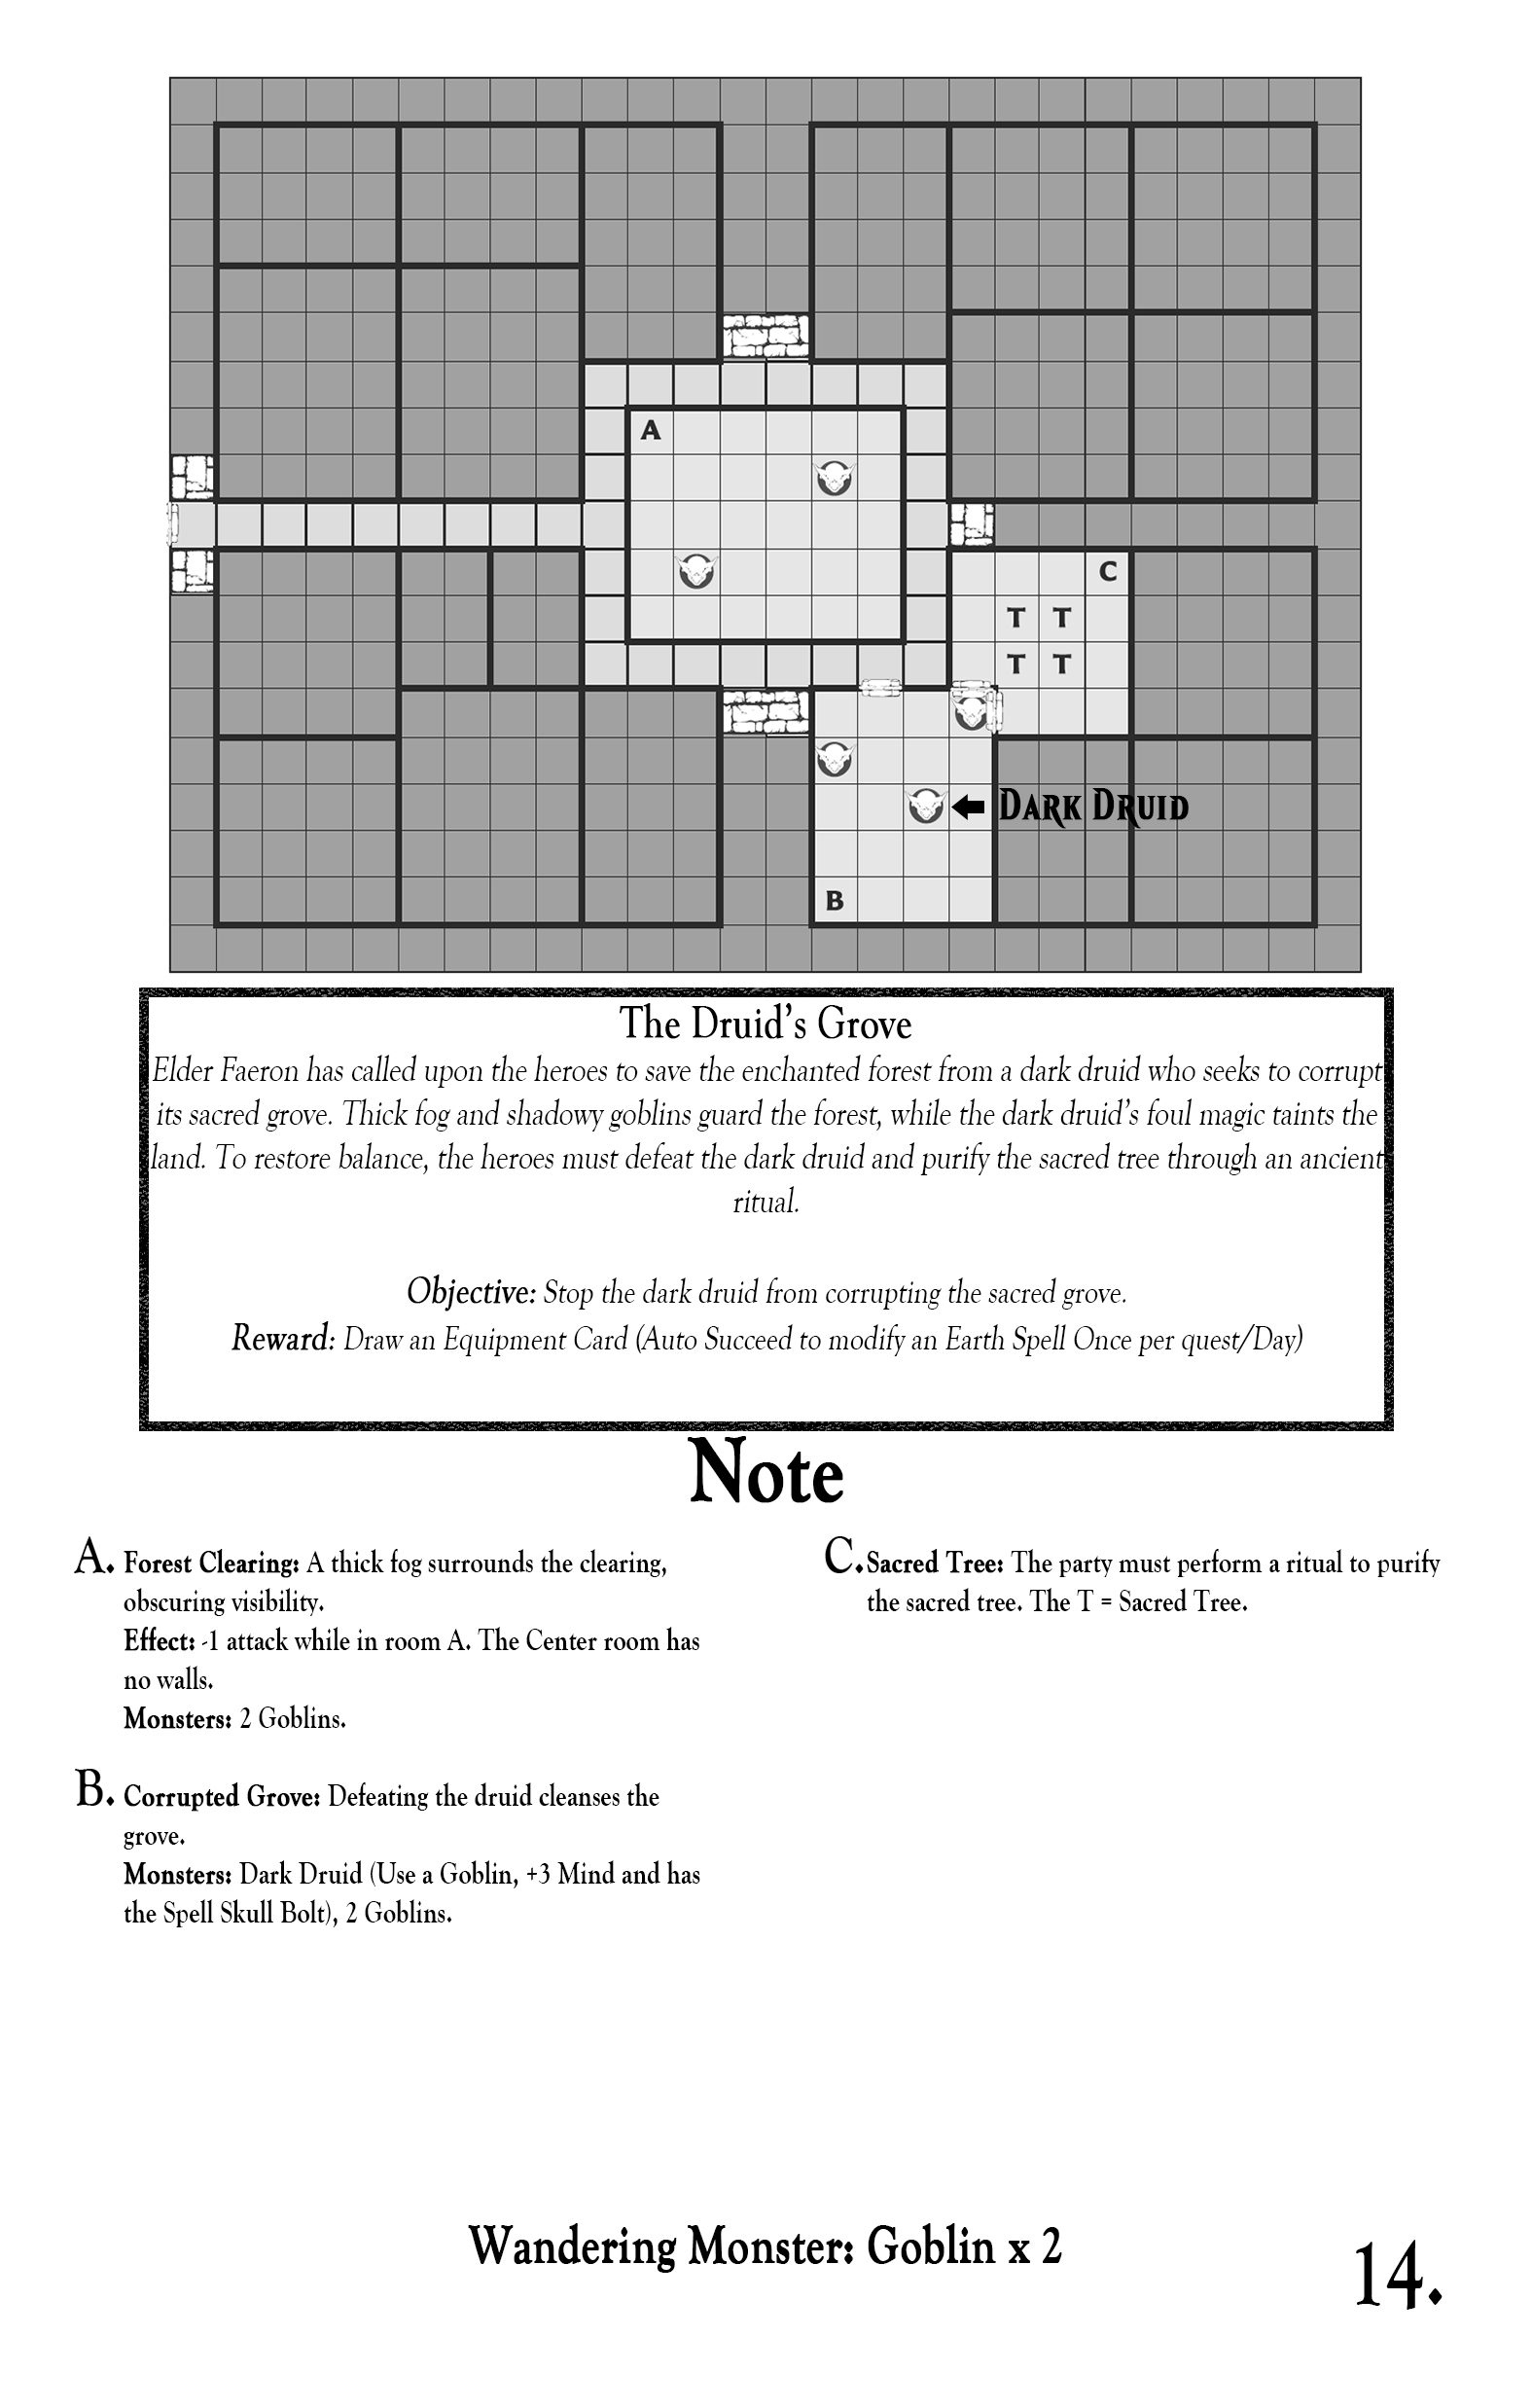 A
C
T T
T T
DARK DRUID
B
The Druid's Grove
Elder Faeron has called upon the heroes to save the enchanted forest from a dark druid who seeks to corrupt
its sacred grove. Thick fog and shadowy goblins guard the forest, while the dark druid's foul magic taints the
land. To restore balance, the heroes must defeat the dark druid and purify the sacred tree through an ancient
ritual.
Objective: Stop the dark druid from corrupting the sacred grove.
Reward: Draw an Equipment Card (Auto Succeed to modify an Earth Spell Once per quest/Day)
Note
A. Forest Clearing: A thick fog surrounds the clearing,
obscuring visibility.
Effect: -1 attack while in room A. The Center room has
no walls.
Monsters: 2 Goblins.
B. Corrupted Grove: Defeating the druid cleanses the
grove.
Monsters: Dark Druid (Use a Goblin, +3 Mind and has
the Spell Skull Bolt), 2 Goblins.
C. Sacred Tree: The party must perform a ritual to purify
the sacred tree. The T = Sacred Tree.
Wandering Monster: Goblin x 2
14.